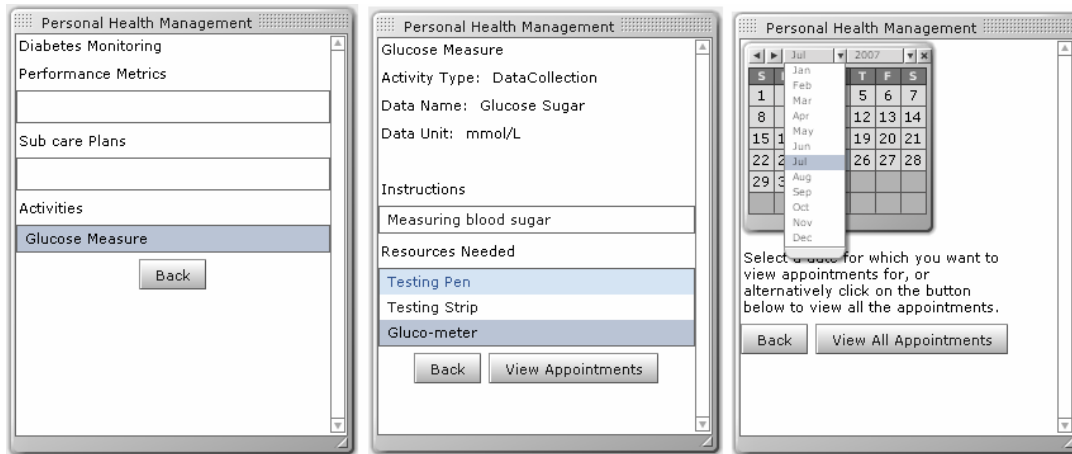 Personal Health Management
Diabetes Monitoring
Performance Metrics
Sub care Plans
Activities
Glucose Measure
Back
Personal Health Management
Glucose Measure
Activity Type: DataCollection
Data Name: Glucose Sugar
Data Unit: mmol/L
Instructions
Measuring blood sugar
Resources Needed
Testing Pen
Testing Strip
Gluco-meter
Back View Appointments
Personal Health Management
Jul 2007
S T F S
1 5 6 7
8 12 13 14
15 19 20 21
22 26 27 28
29
Jan
Feb
Mar
Apr
May
Jun
Jul
Aug
Sep
Oct
Nov
Dec
Select a date for which you want to
view appointments for, or
alternatively click on the button
below to view all the appointments.
Back View All Appointments